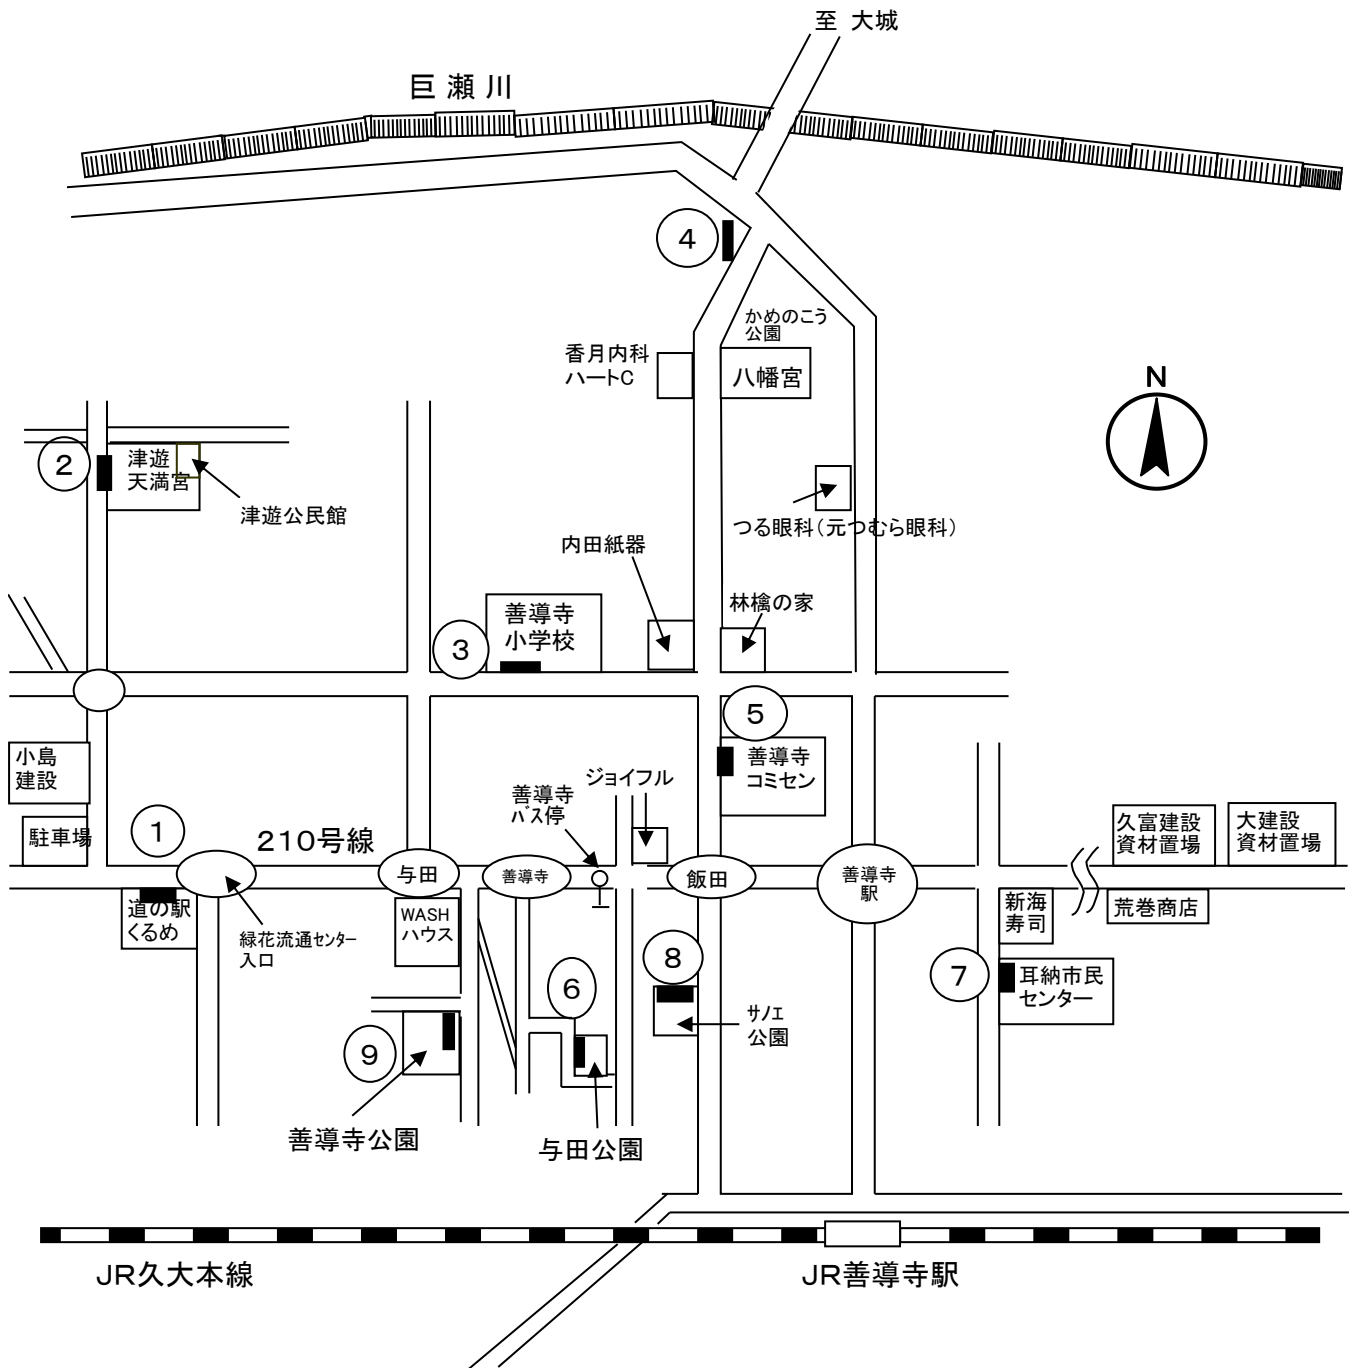 至 大城
巨瀬川
4
かめのこう
公園
香月内科
ハートC
八幡宮
N
2
津遊
天満宮
津遊公民館
つる眼科(元つむら眼科)
内田紙器
林檎の家
3
善導寺
小学校
5
小島
建設
善導寺
コミセン
ジョイフル
善導寺
バス停
駐車場
1
210号線
久富建設
資材置場
大建設
資材置場
与田
善導寺
飯田
善導寺
駅
道の駅
くるめ
緑花流通センター
入口
WASH
ハウス
新海
寿司
荒巻商店
6
8
7
耳納市民
センター
サノエ
公園
9
善導寺公園
与田公園
JR久大本線
JR善導寺駅